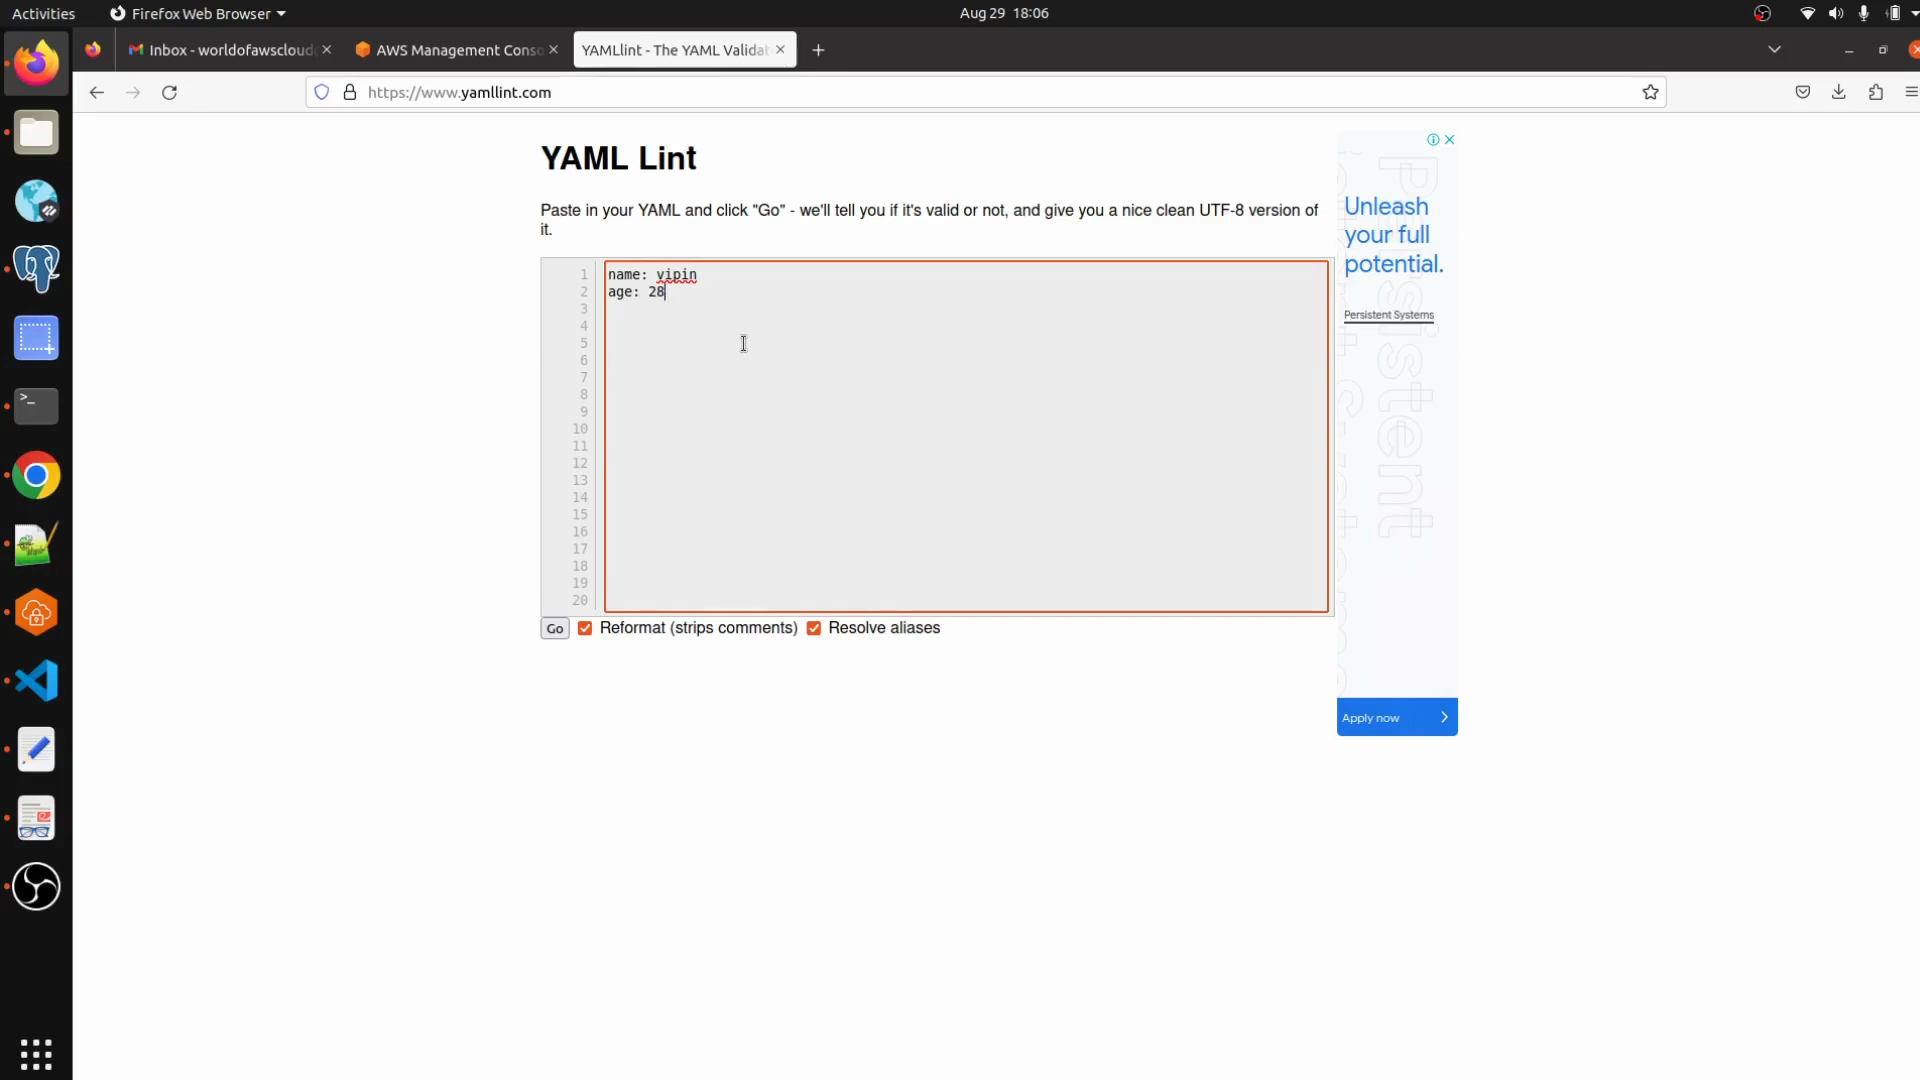 Activities
Firefox Web Browser
Aug 29 18:06
Inbox - worldofawscloud
AWS Management Conso
YAMLlint - The YAML Validat
https://www.yamllint.com
YAML Lint
Paste in your YAML and click "Go" - we'll tell you if it's valid or not, and give you a nice clean UTF-8 version of
it.
1 name: vipin
2 age: 28
3
4
5
6
7
8
9
10
11
12
13
14
15
16
17
18
19
20
Go
Reformat (strips comments)
Resolve aliases
Unleash
your full
potential.
Persistent Systems
Persistent
Apply now